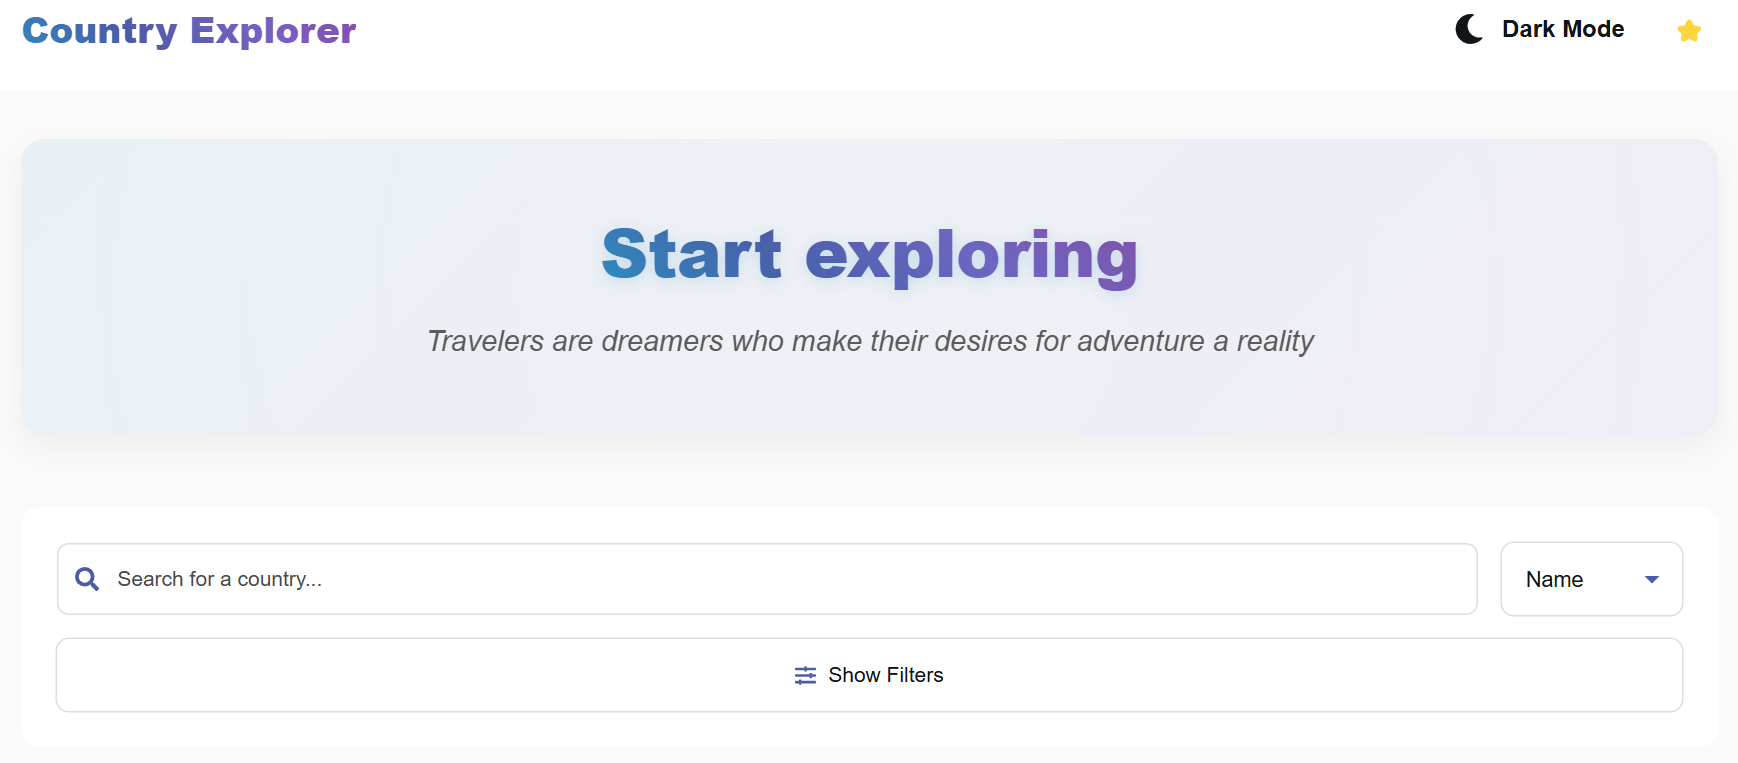 Country Explorer
Dark Mode
Start exploring
Travelers are dreamers who make their desires for adventure a reality
Search for a country...
Name
Show Filters